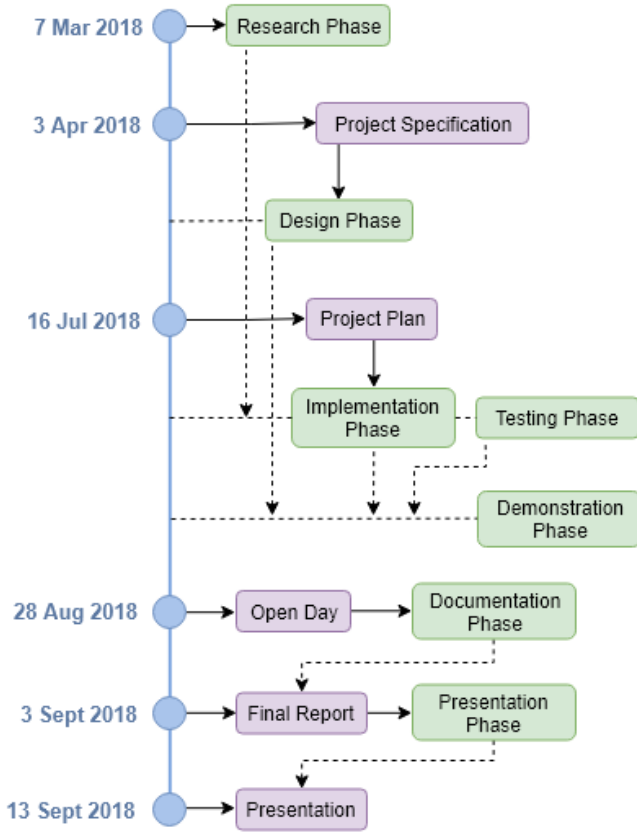 7 Mar 2018
Research Phase
3 Apr 2018
Project Specification
Design Phase
16 Jul 2018
Project Plan
Implementation
Phase
Testing Phase
Demonstration
Phase
28 Aug 2018
Open Day
Documentation
Phase
3 Sept 2018
Final Report
Presentation
Phase
13 Sept 2018
Presentation